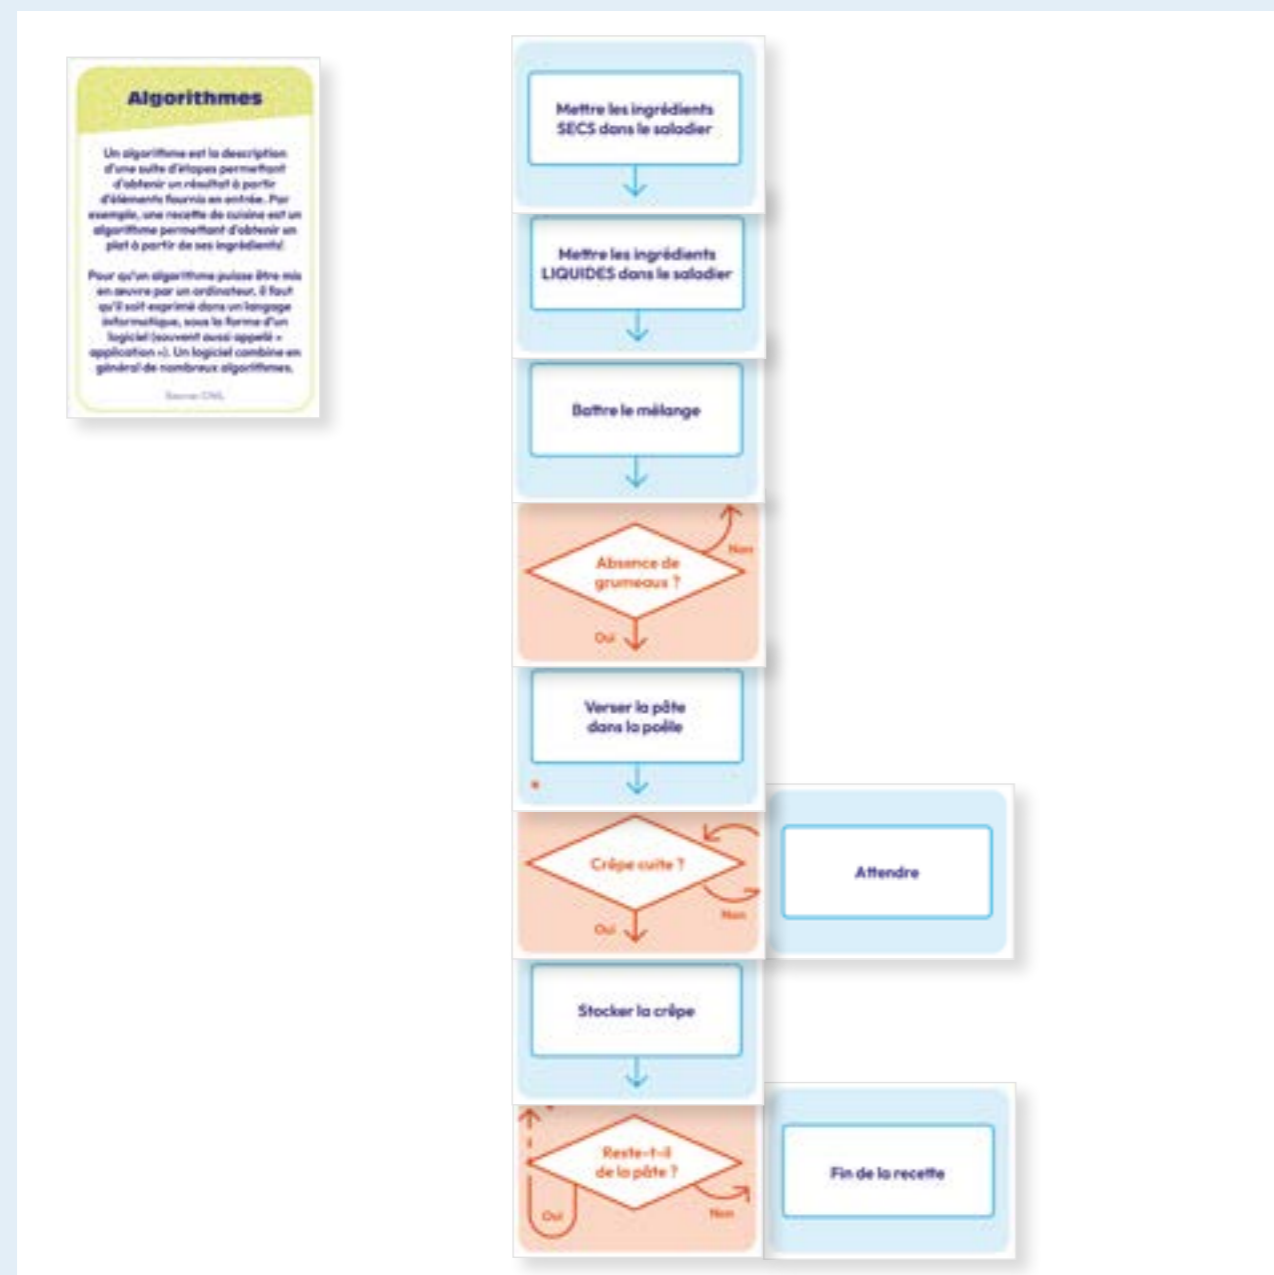 Algorithmes
Un algorithme est la description
d'une suite d'étapes permettant
d'obtenir un résultat à partir
d'éléments fournis en entrée. Par
exemple, une recette de cuisine est un
algorithme permettant d'obtenir un
plat à partir de ses ingrédients!
Pour qu'un algorithme puisse être mis
en œuvre par un ordinateur, il faut
qu'il soit exprimé dans un langage
informatique, sous la forme d'un
logiciel (souvent aussi appelé «
application »). Un logiciel combine en
général de nombreux algorithmes.
Source: CNIL
Mettre les ingrédients
SECS dans le saladier
Mettre les ingrédients
LIQUIDES dans le saladier
Battre le mélange
Absence de
grumeaux ?
Non
Oui
Verser la pâte
dans la poêle
Crêpe cuite ?
Non
Oui
Attendre
Stocker la crêpe
Reste-t-il
de la pâte ?
Oui
Non
Fin de la recette